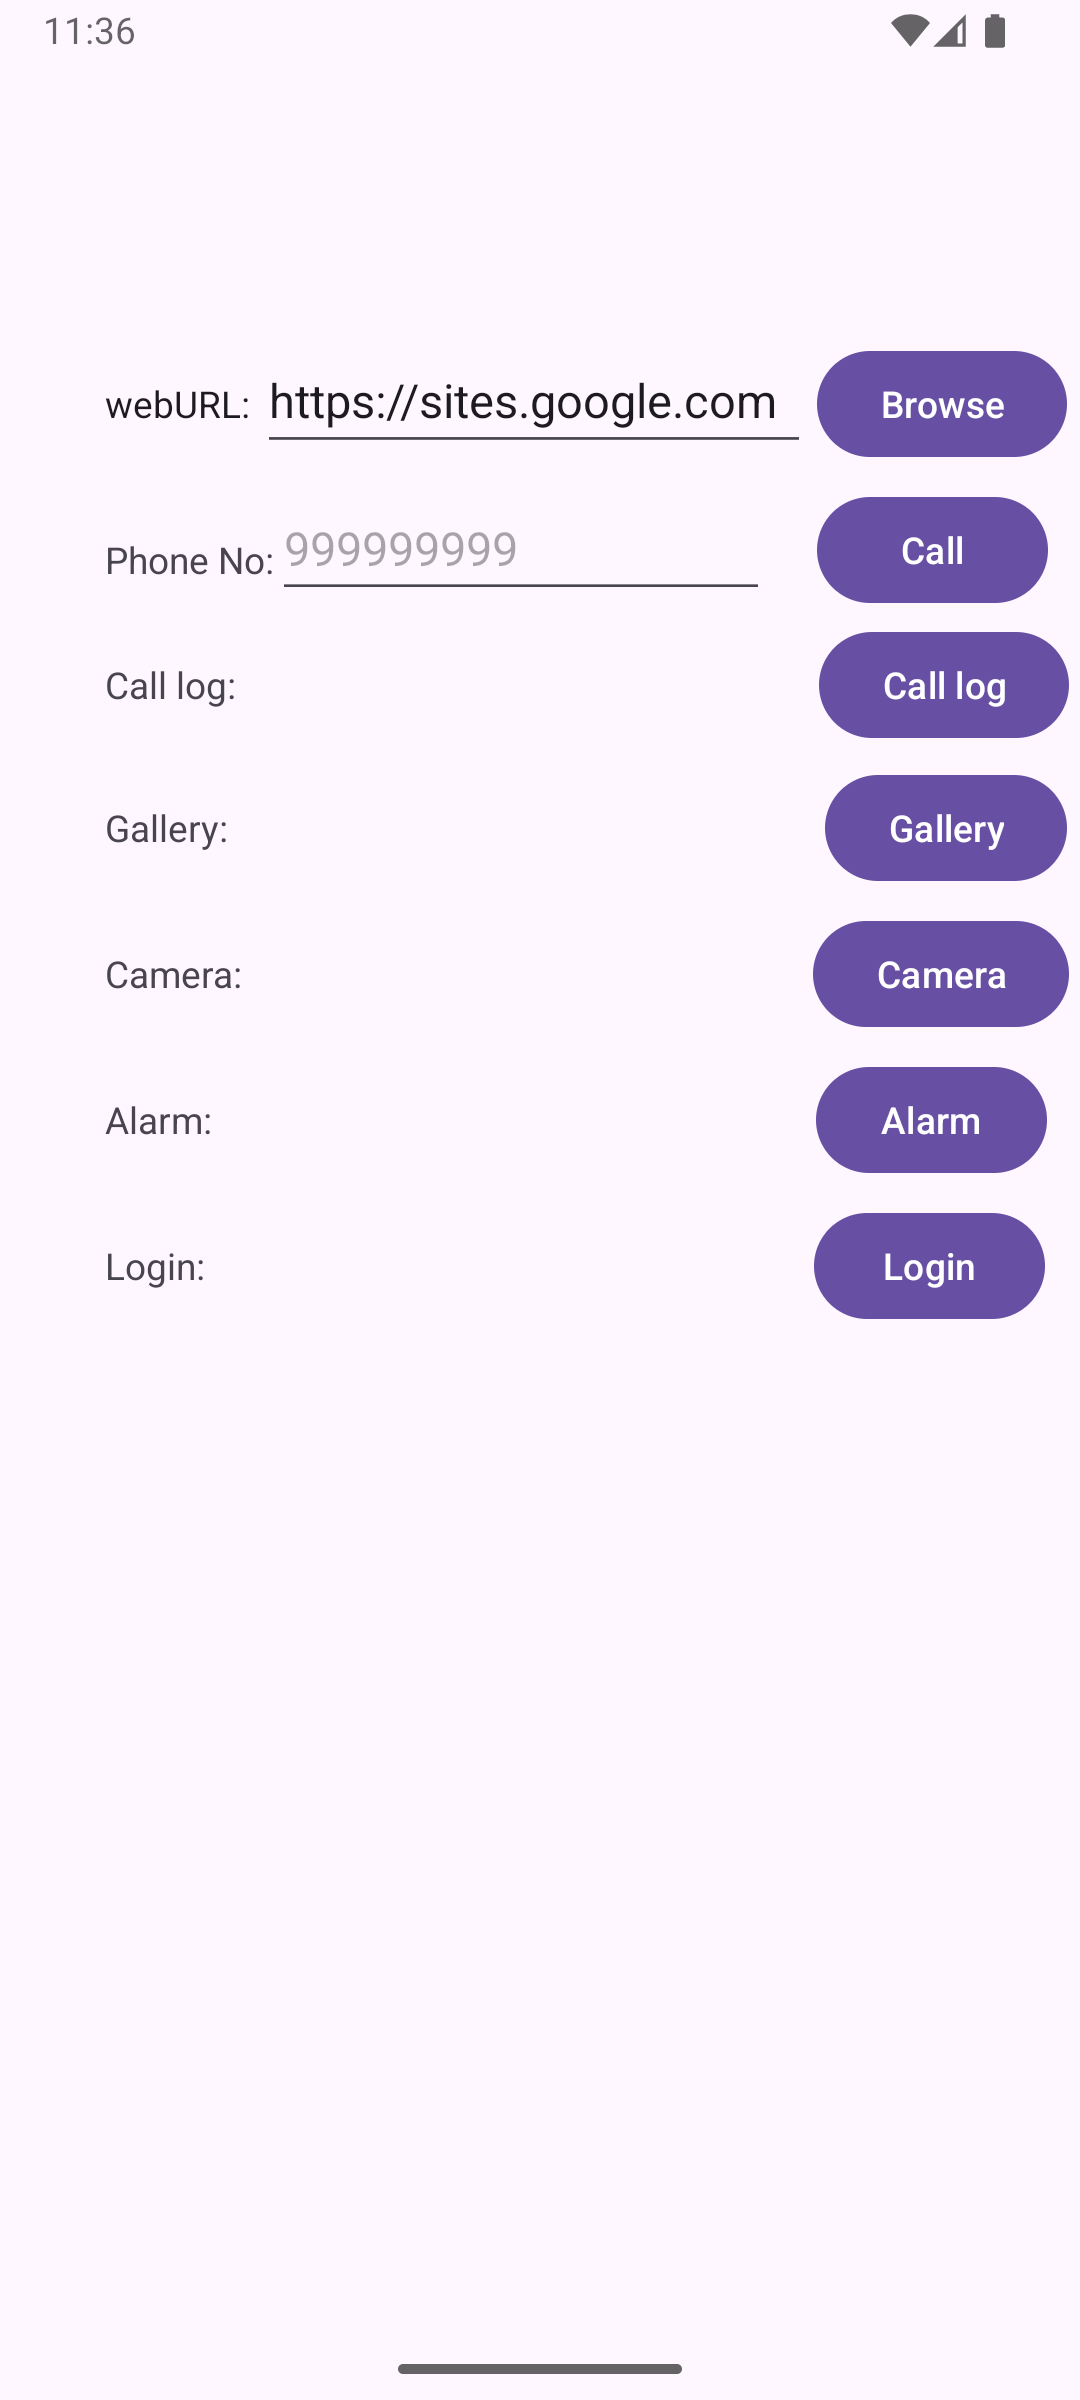 11:36
webURL: https://sites.google.com Browse
Phone No: 999999999 Call
Call log: Call log
Gallery: Gallery
Camera: Camera
Alarm: Alarm
Login: Login